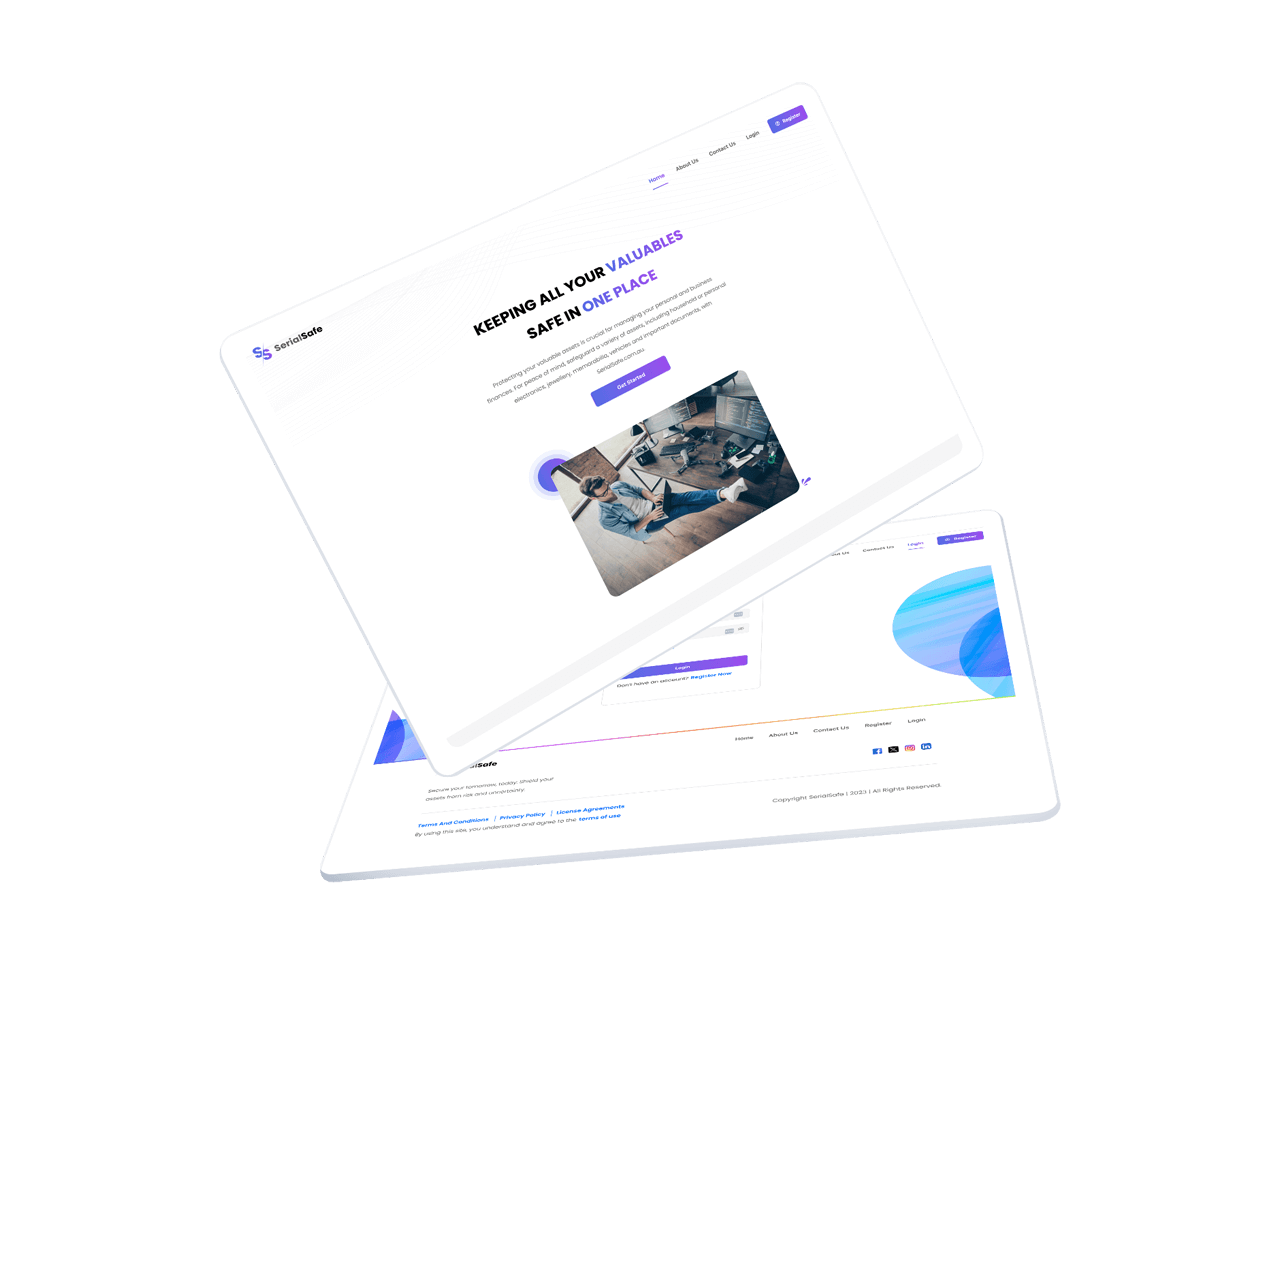 SerialSafe
Home
About Us
Contact Us
Login
Register
KEEPING ALL YOUR VALUABLES
SAFE IN ONE PLACE
Protecting your valuable assets is crucial for managing your personal and business
finances. For peace of mind, safeguard a variety of assets, including household or personal
electronics, jewellery, memorabilia, vehicles and important documents, with
SerialSafe.com.au.
Get Started
Us
Contact Us
Login
Register
Login
Don't have an account? Register Now
Safe
Secure your tomorrow, today: Shield your
assets from risk and uncertainty.
Home
About Us
Contact Us
Register
Login
Terms And Conditions | Privacy Policy | License Agreements
By using this site, you understand and agree to the terms of use
Copyright SerialSafe | 2023 | All Rights Reserved.